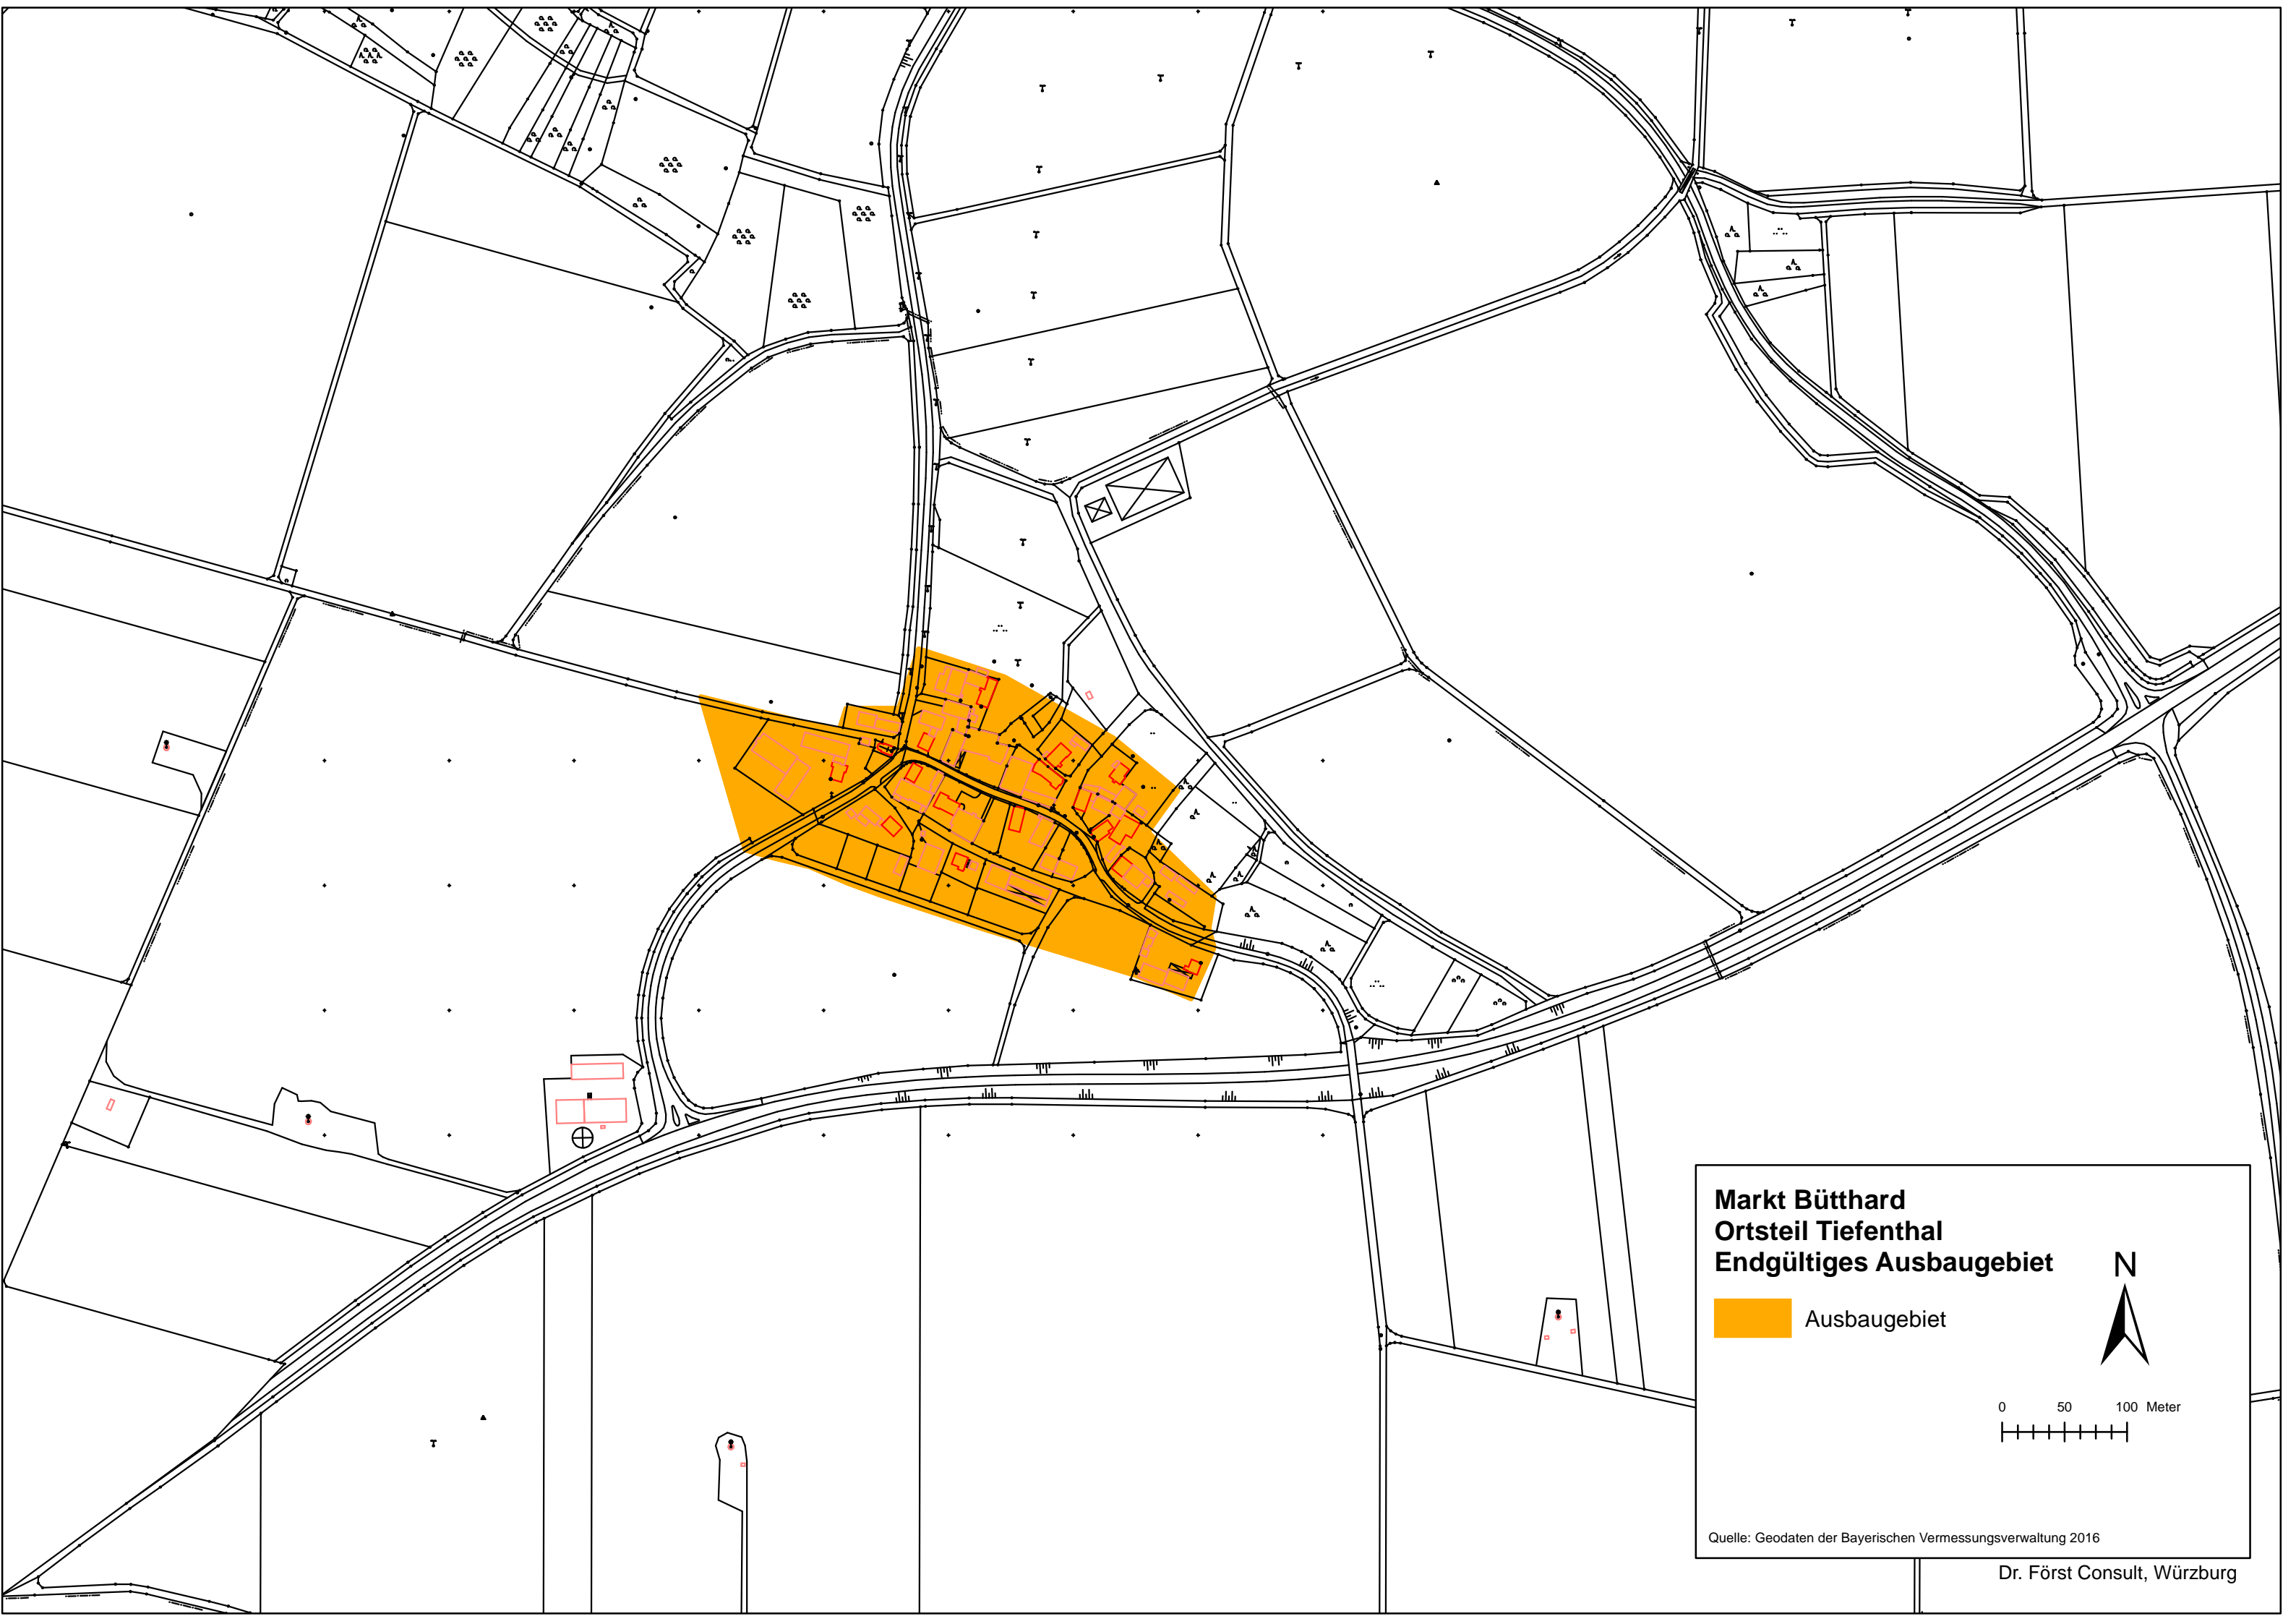 Markt Bütthard
Ortsteil Tiefenthal
Endgültiges Ausbaugebiet
N
Ausbaugebiet
0 50 100 Meter
Quelle: Geodaten der Bayerischen Vermessungsverwaltung 2016
Dr. Först Consult, Würzburg